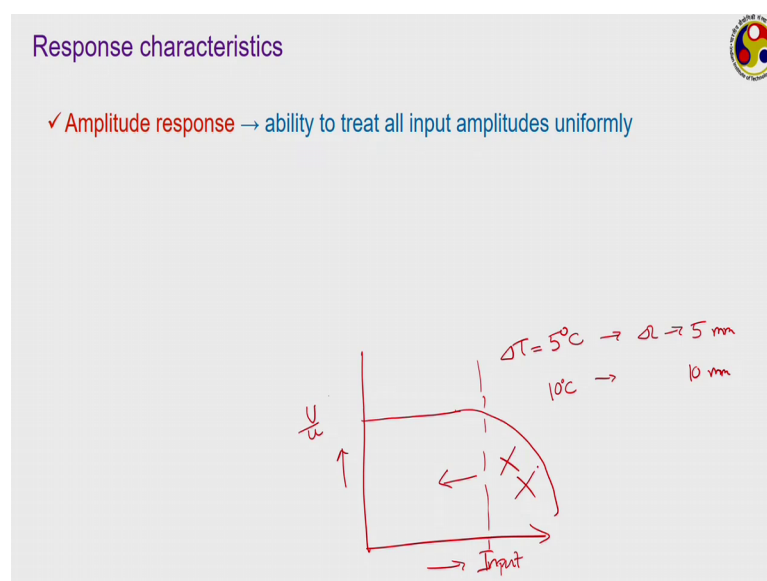 Response characteristics
✓ Amplitude response → ability to treat all input amplitudes uniformly
ΔT = 5°C → Δl → 5 mm
10°C → 10 mm
V/u
→ Input